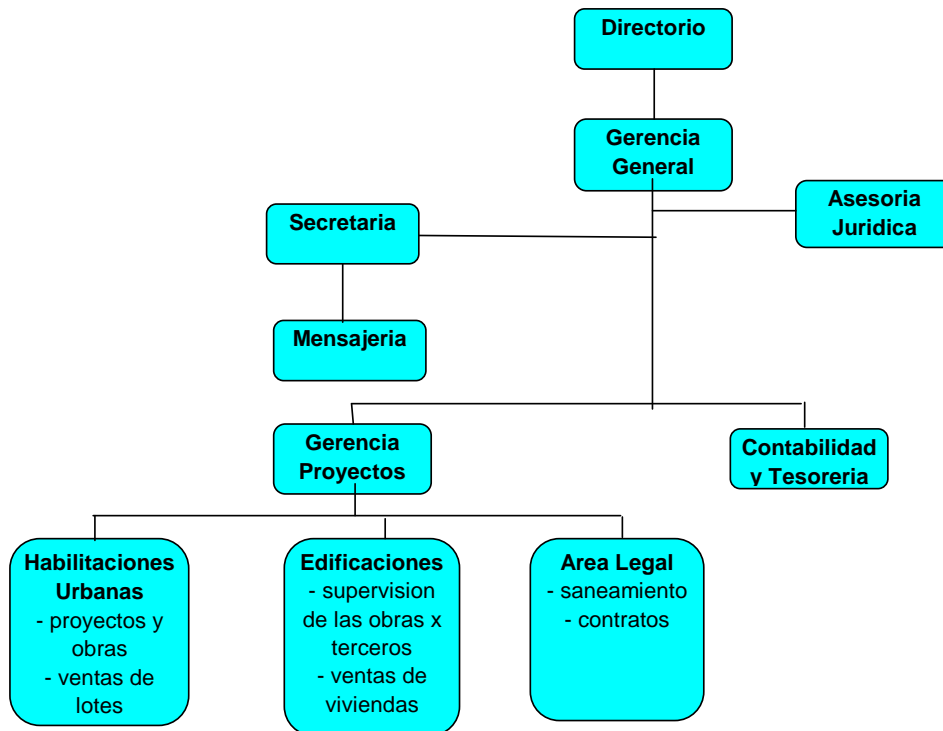 Directorio
Gerencia
General
Asesoria
Juridica
Secretaria
Mensajeria
Gerencia
Proyectos
Contabilidad
y Tesoreria
Habilitaciones
Urbanas
- proyectos y
obras
- ventas de
lotes
Edificaciones
- supervision
de las obras x
terceros
- ventas de
viviendas
Area Legal
- saneamiento
- contratos